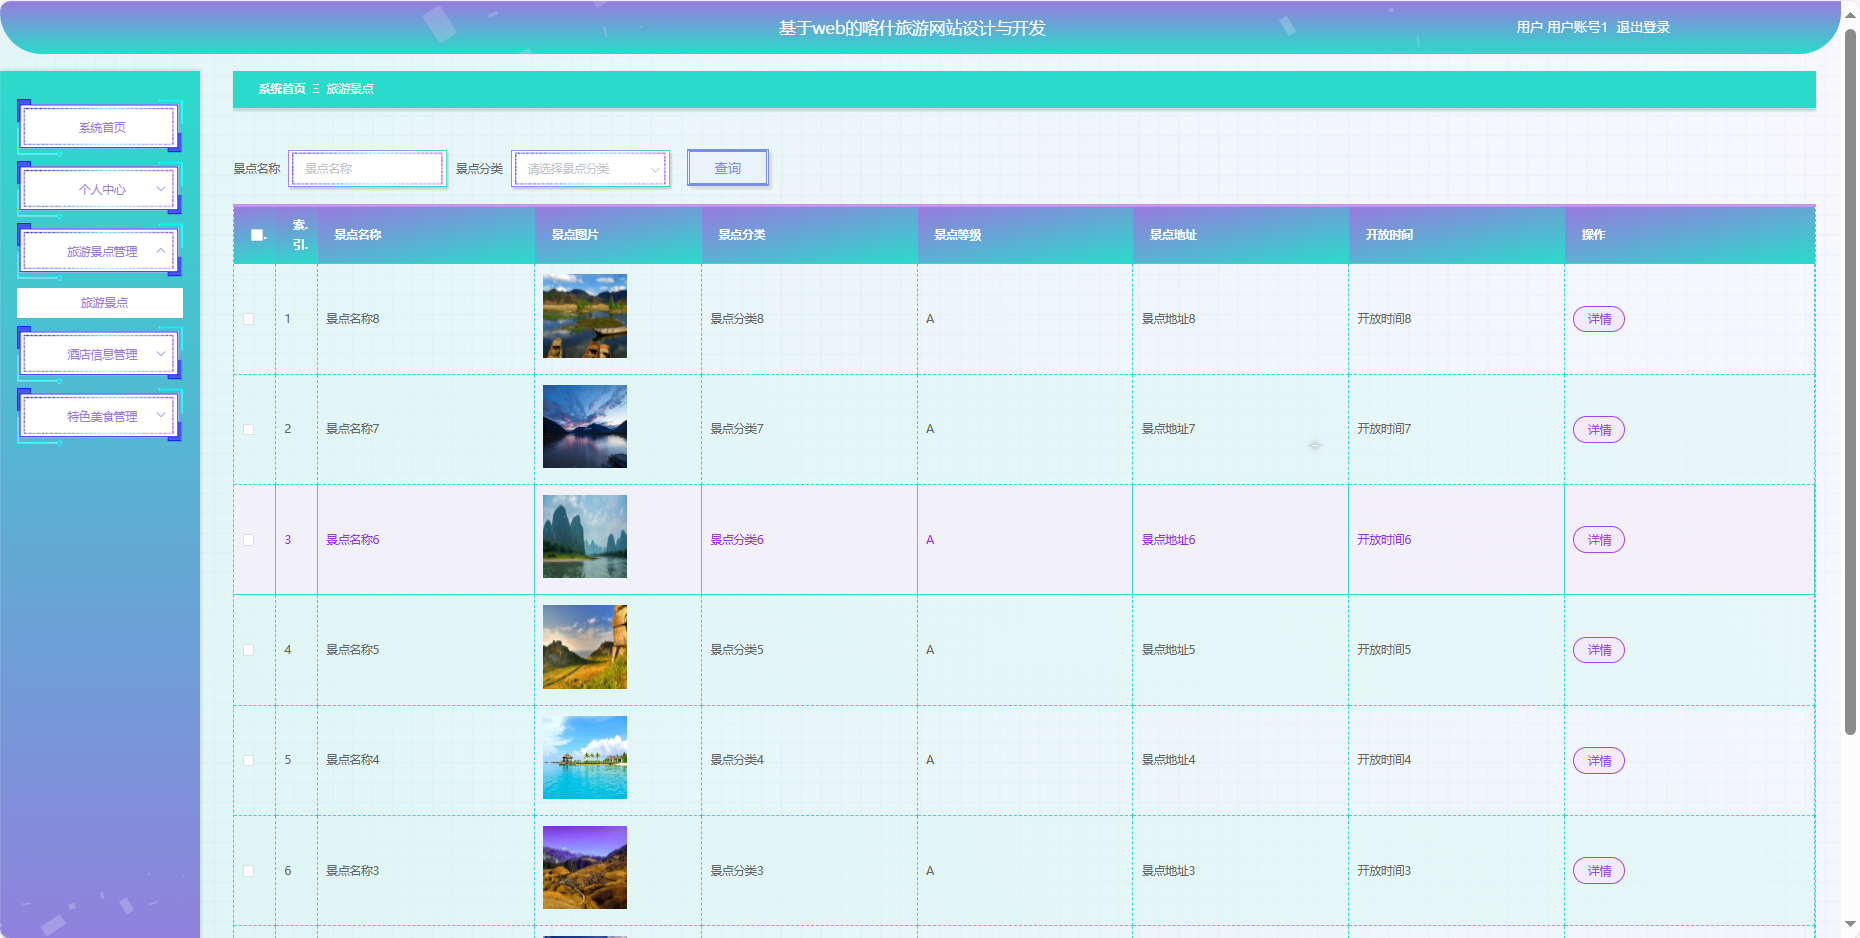 基于web的喀什旅游网站设计与开发
用户 用户账号1 退出登录
系统首页
个人中心
旅游景点管理
旅游景点
酒店信息管理
特色美食管理
系统首页 Ξ 旅游景点
景点名称 景点名称 景点分类 请选择景点分类 查询
索引 景点名称 景点图片 景点分类 景点等级 景点地址 开放时间 操作
1 景点名称8 景点分类8 A 景点地址8 开放时间8 详情
2 景点名称7 景点分类7 A 景点地址7 开放时间7 详情
3 景点名称6 景点分类6 A 景点地址6 开放时间6 详情
4 景点名称5 景点分类5 A 景点地址5 开放时间5 详情
5 景点名称4 景点分类4 A 景点地址4 开放时间4 详情
6 景点名称3 景点分类3 A 景点地址3 开放时间3 详情